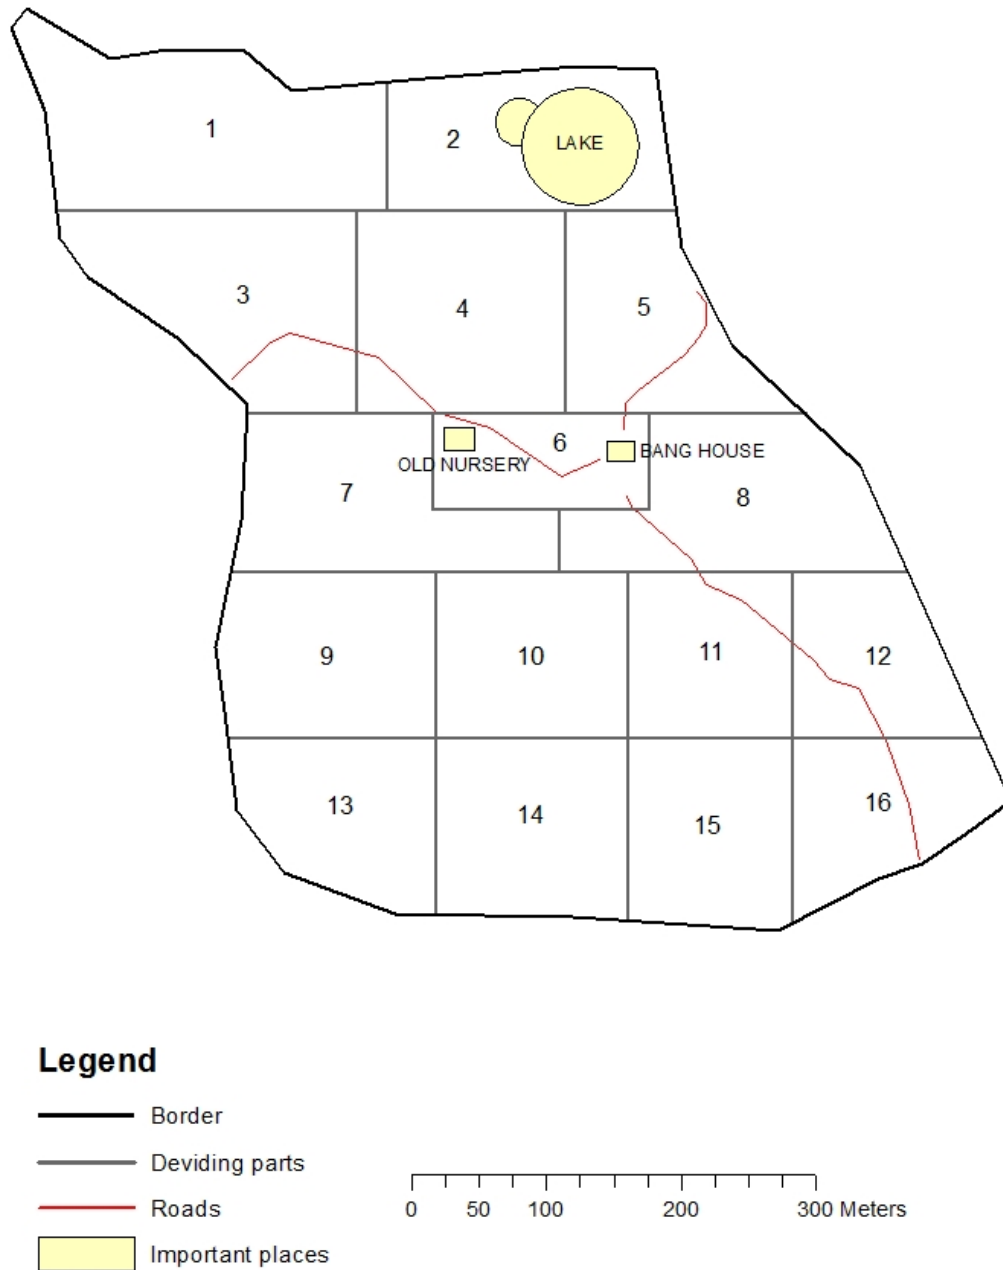 1
2
LAKE
3
4
5
6
OLD NURSERY
BANG HOUSE
7
8
9
10
11
12
13
14
15
16
Legend
Border
Deviding parts
Roads
Important places
0 50 100 200 300 Meters